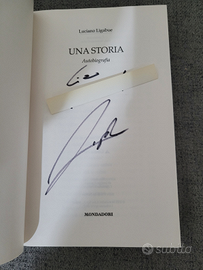 Luciano Ligabue
UNA STORIA
Autobiografia
MONDADORI
subito